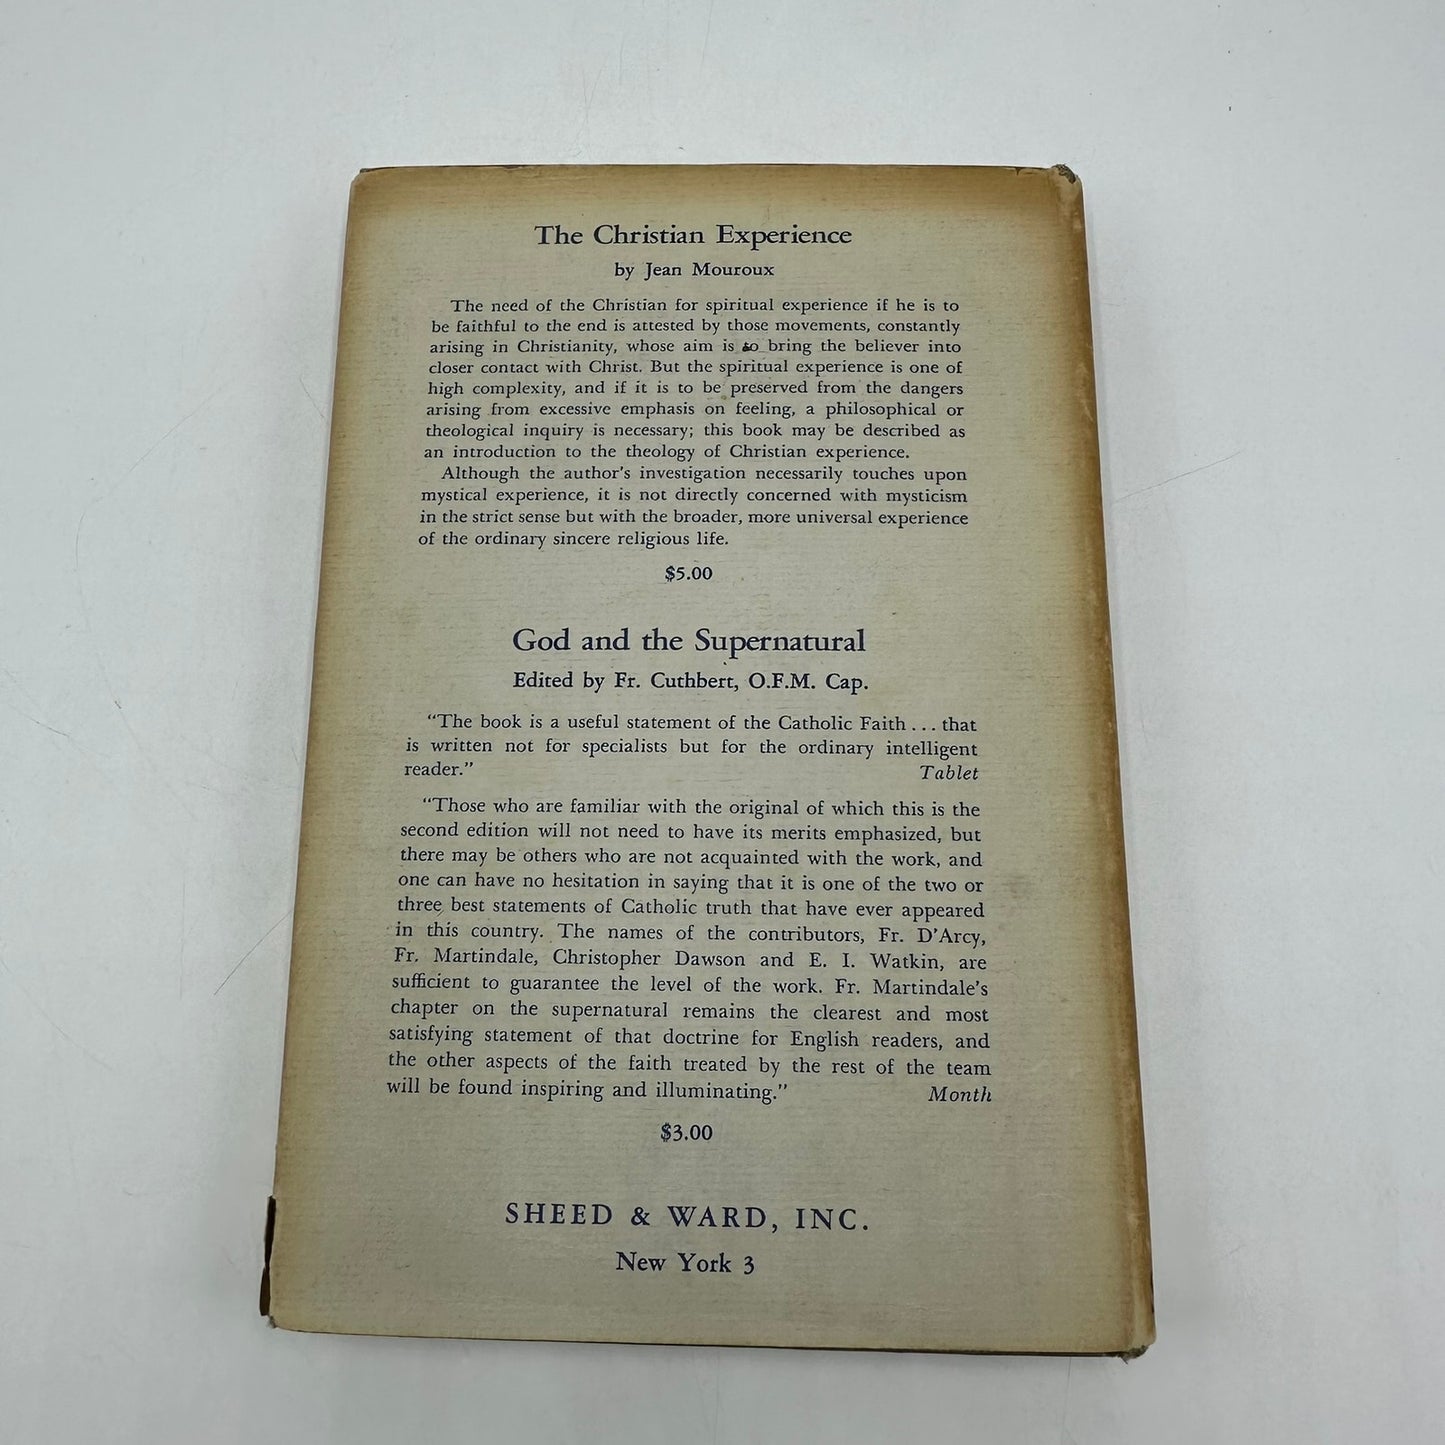 The Christian Experience
by Jean Mouroux
The need of the Christian for spiritual experience if he is to
be faithful to the end is attested by those movements, constantly
arising in Christianity, whose aim is to bring the believer into
closer contact with Christ. But the spiritual experience is one of
high complexity, and if it is to be preserved from the dangers
arising from excessive emphasis on feeling, a philosophical or
theological inquiry is necessary; this book may be described as
an introduction to the theology of Christian experience.
Although the author's investigation necessarily touches upon
mystical experience, it is not directly concerned with mysticism
in the strict sense but with the broader, more universal experience
of the ordinary sincere religious life.
$5.00
God and the Supernatural
Edited by Fr. Cuthbert, O.F.M. Cap.
"The book is a useful statement of the Catholic Faith ... that
is written not for specialists but for the ordinary intelligent
reader." Tablet
"Those who are familiar with the original of which this is the
second edition will not need to have its merits emphasized, but
there may be others who are not acquainted with the work, and
one can have no hesitation in saying that it is one of the two or
three best statements of Catholic truth that have ever appeared
in this country. The names of the contributors, Fr. D'Arcy,
Fr. Martindale, Christopher Dawson and E. I. Watkin, are
sufficient to guarantee the level of the work. Fr. Martindale's
chapter on the supernatural remains the clearest and most
satisfying statement of that doctrine for English readers, and
the other aspects of the faith treated by the rest of the team
will be found inspiring and illuminating." Month
$3.00
SHEED & WARD, INC.
New York 3